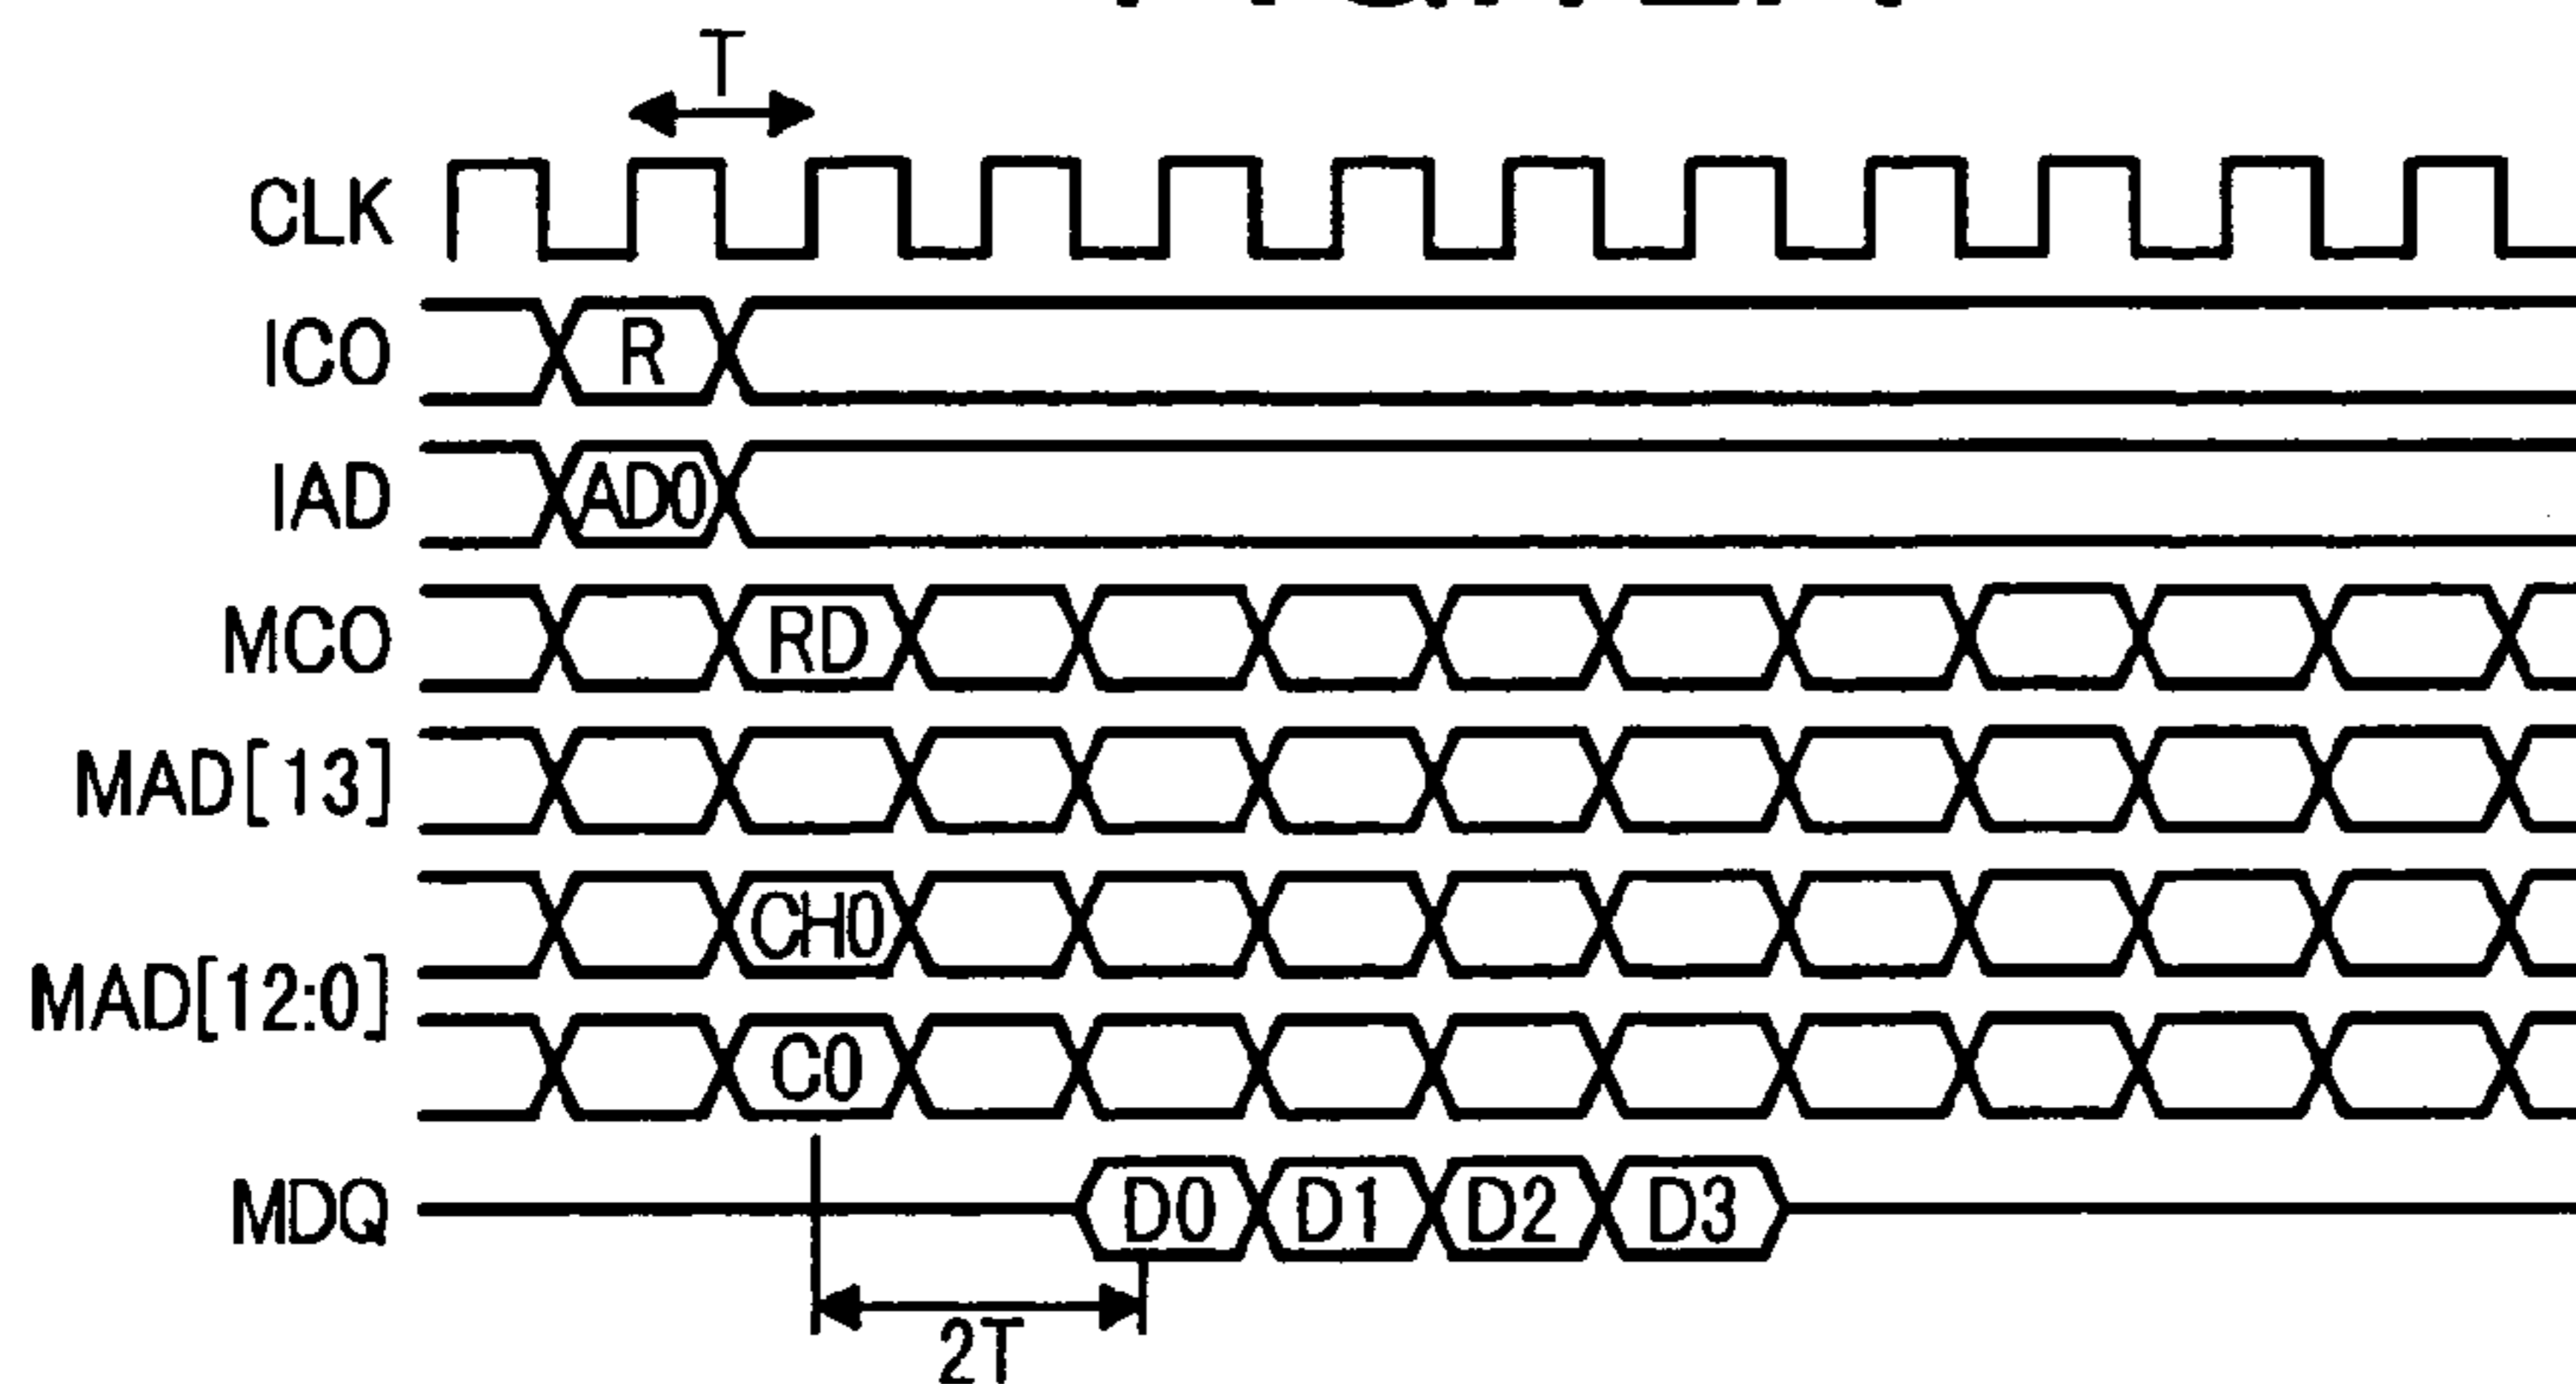 T
CLK
ICO R
IAD AD0
MCO RD
MAD[13]
CH0
MAD[12:0]
C0
MDQ D0 D1 D2 D3
2T